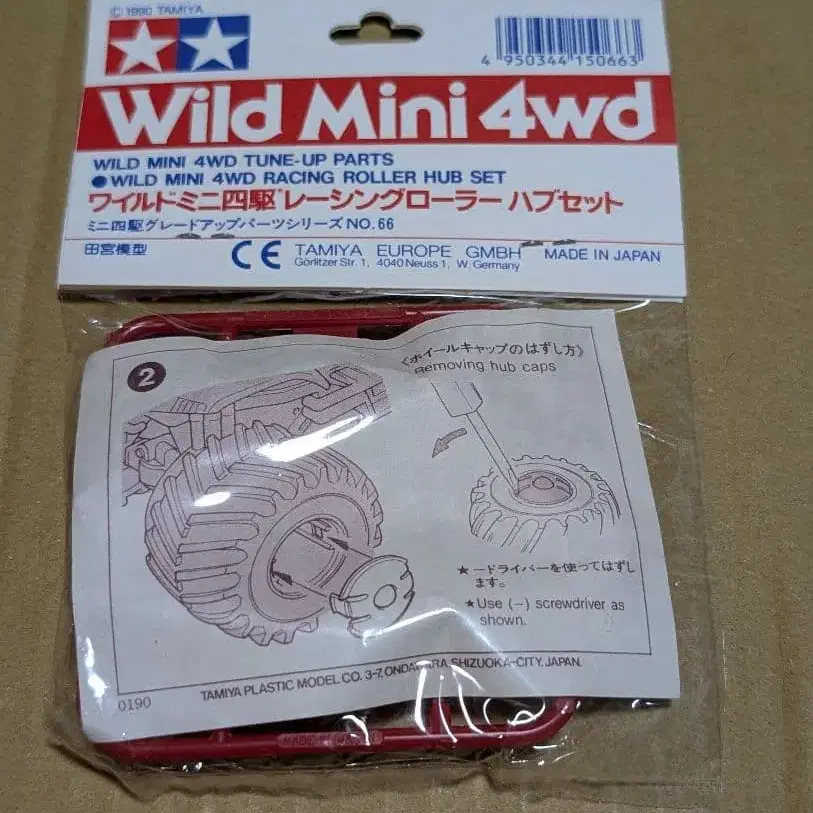 © 1990 TAMIYA
4 950344 150663
Wild Mini 4wd
WILD MINI 4WD TUNE-UP PARTS
●WILD MINI 4WD RACING ROLLER HUB SET
ワイルドミニ四駆 レーシングローラー ハブセット
ミニ四駆グレードアップパーツシリーズ NO.66
田宮模型
CE
TAMIYA EUROPE GMBH
Görlitzer Str. 1, 4040 Neuss 1, W. Germany
MADE IN JAPAN
2
《ホイールキャップのはずし方》
Removing hub caps
★ードライバーを使ってはずし
ます。
★Use (−) screwdriver as
shown.
0190
TAMIYA PLASTIC MODEL CO. 3-7, ONDAWARA SHIZUOKA-CITY, JAPAN.
MADE IN